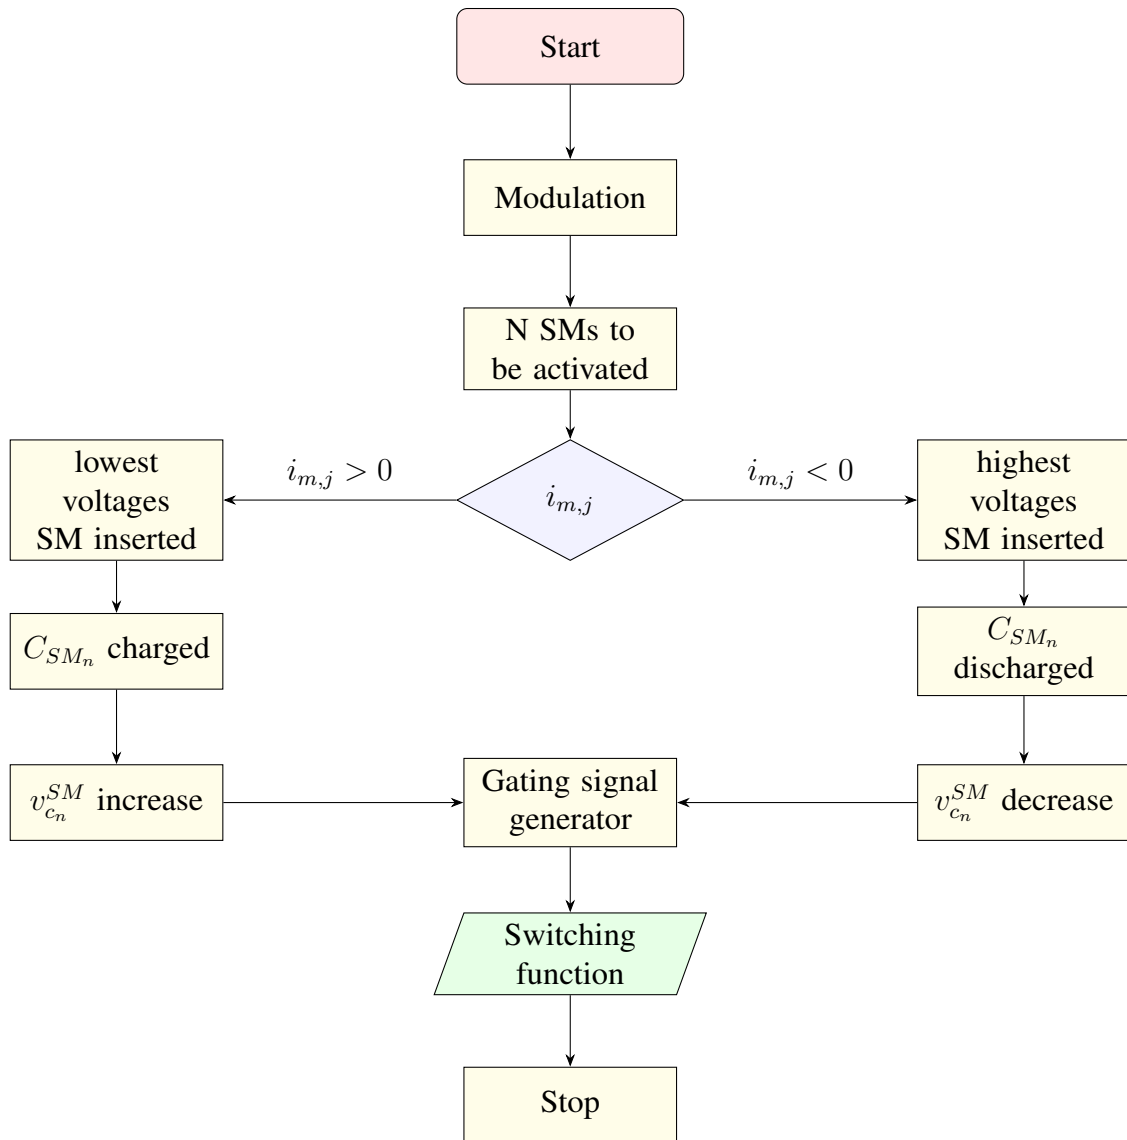 Start
Modulation
N SMs to
be activated
lowest
voltages
SM inserted
$i_{m,j} > 0$
$i_{m,j}$
$i_{m,j} < 0$
highest
voltages
SM inserted
$C_{SM_n}$ charged
$C_{SM_n}$
discharged
$v_{c_n}^{SM}$ increase
Gating signal
generator
$v_{c_n}^{SM}$ decrease
Switching
function
Stop